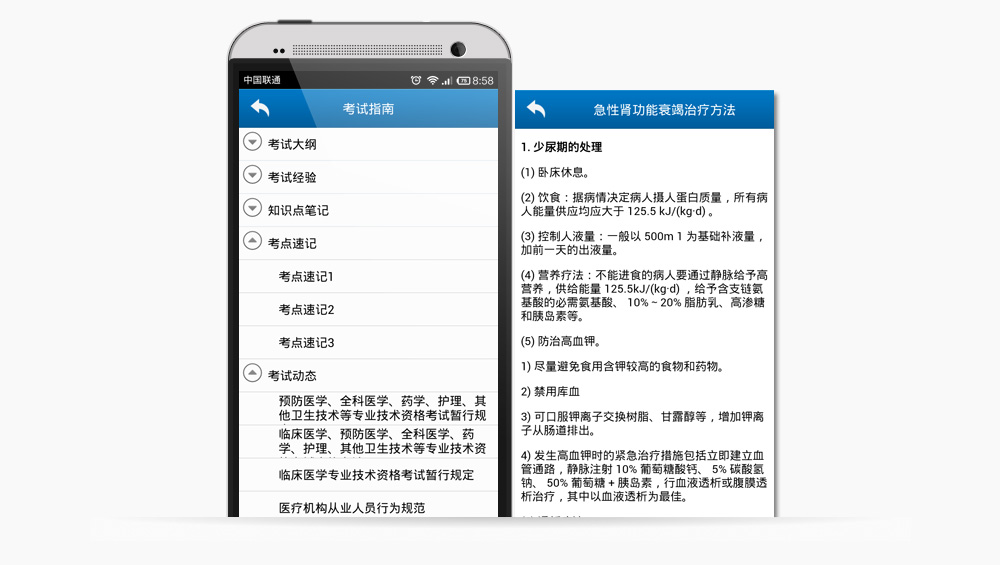 中国联通
75
8:58
考试指南
考试大纲
考试经验
知识点笔记
考点速记
考点速记1
考点速记2
考点速记3
考试动态
预防医学、全科医学、药学、护理、其
他卫生技术等专业技术资格考试暂行规
临床医学、预防医学、全科医学、药
学、护理、其他卫生技术等专业技术资
临床医学专业技术资格考试暂行规定
医疗机构从业人员行为规范
急性肾功能衰竭治疗方法
1. 少尿期的处理
(1) 卧床休息。
(2) 饮食：据病情决定病人摄人蛋白质量，所有病
人能量供应均应大于 125.5 kJ/(kg·d) 。
(3) 控制人液量：一般以 500m 1 为基础补液量，
加前一天的出液量。
(4) 营养疗法：不能进食的病人要通过静脉给予高
营养，供给能量 125.5kJ/(kg·d) ，给予含支链氨
基酸的必需氨基酸、 10% ~ 20% 脂肪乳、高渗糖
和胰岛素等。
(5) 防治高血钾。
1) 尽量避免食用含钾较高的食物和药物。
2) 禁用库血
3) 可口服钾离子交换树脂、甘露醇等，增加钾离
子从肠道排出。
4) 发生高血钾时的紧急治疗措施包括立即建立血
管通路，静脉注射 10% 葡萄糖酸钙、 5% 碳酸氢
钠、 50% 葡萄糖 + 胰岛素，行血液透析或腹膜透
析治疗，其中以血液透析为最佳。